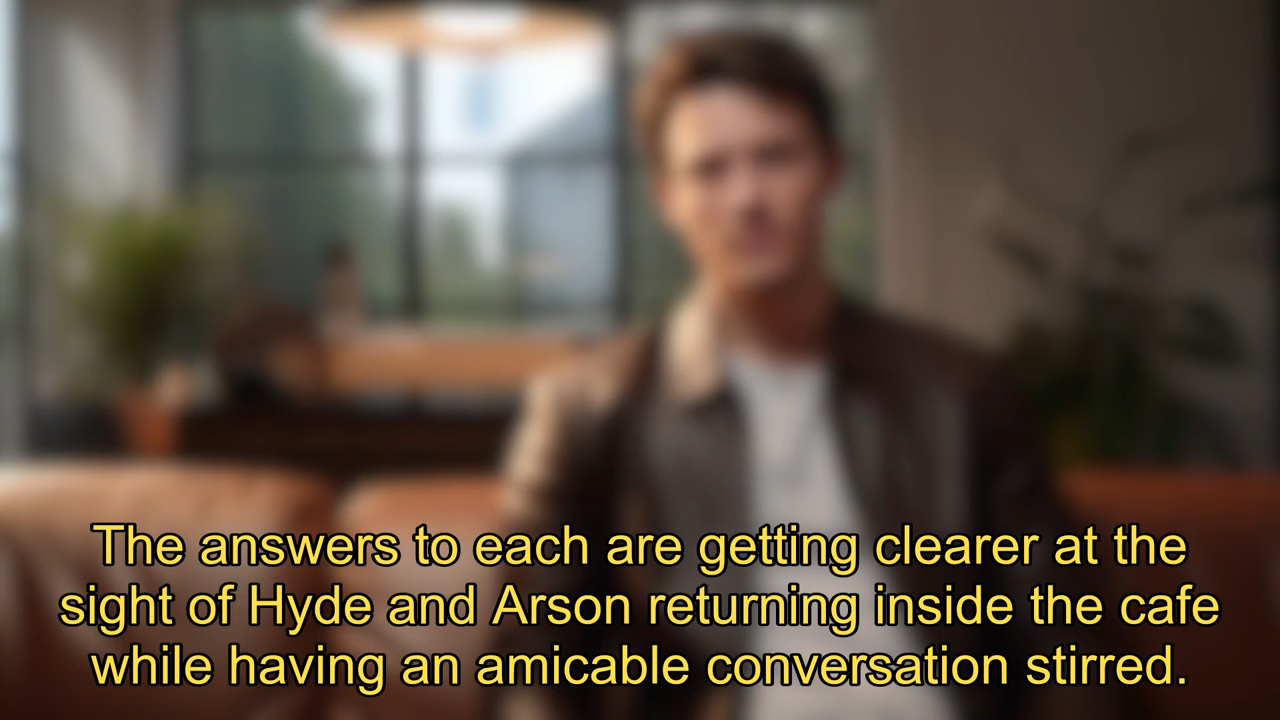 The answers to each are getting clearer at the
sight of Hyde and Arson returning inside the cafe
while having an amicable conversation stirred.